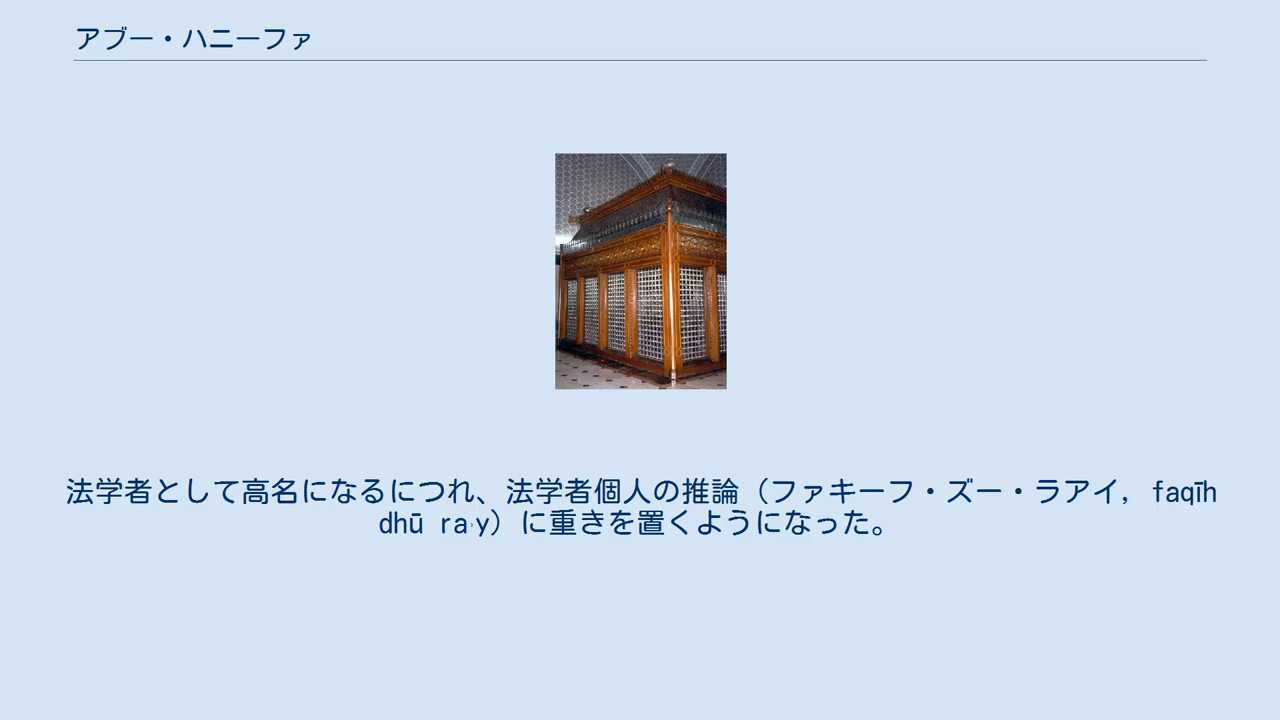 アブー・ハニーファ
法学者として高名になるにつれ、法学者個人の推論（ファキーフ・ズー・ラアイ, faqīh
dhū raʾy）に重きを置くようになった。